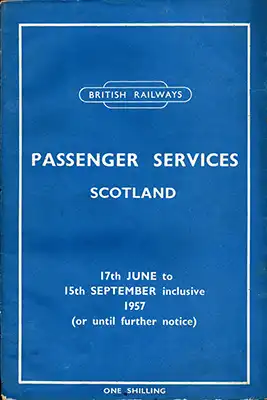 BRITISH RAILWAYS
PASSENGER SERVICES
SCOTLAND
17th JUNE to
15th SEPTEMBER inclusive
1957
(or until further notice)
ONE SHILLING